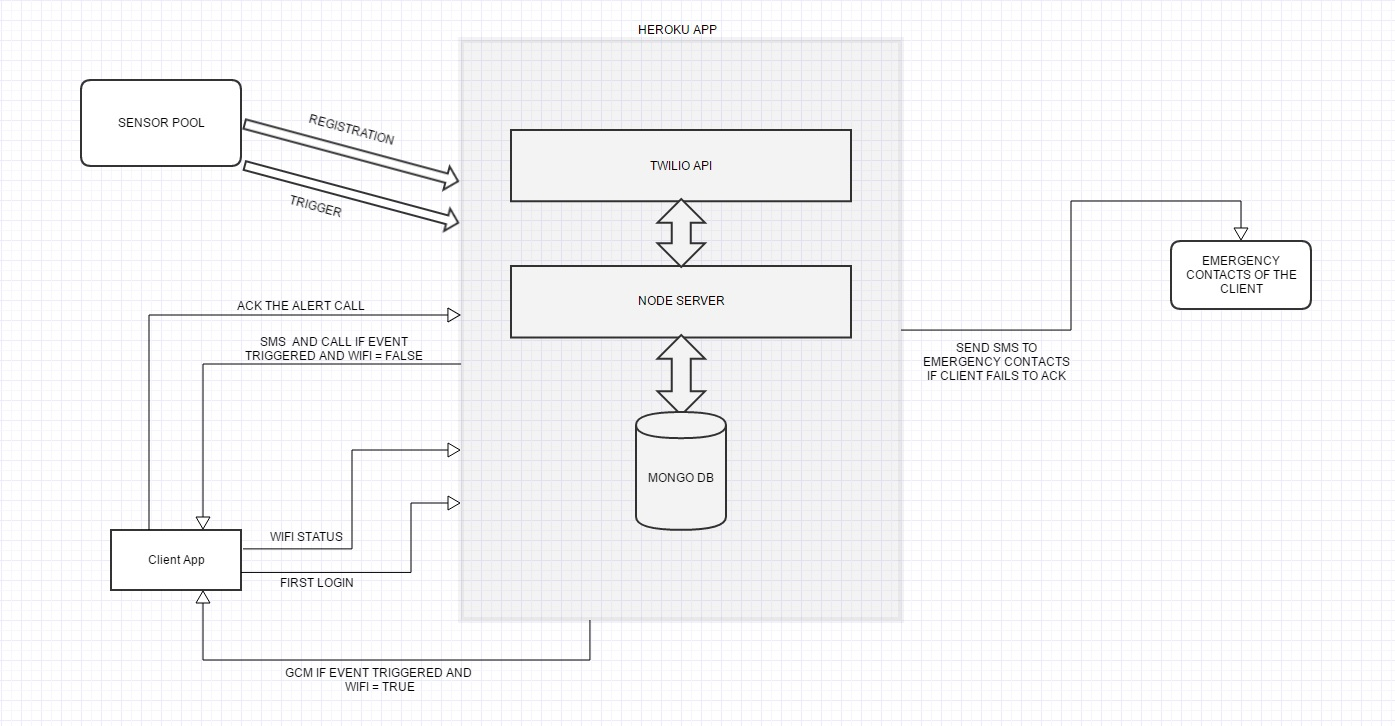 HEROKU APP
SENSOR POOL
REGISTRATION
TRIGGER
TWILIO API
NODE SERVER
MONGO DB
EMERGENCY
CONTACTS OF THE
CLIENT
ACK THE ALERT CALL
SMS AND CALL IF EVENT
TRIGGERED AND WIFI = FALSE
SEND SMS TO
EMERGENCY CONTACTS
IF CLIENT FAILS TO ACK
WIFI STATUS
Client App
FIRST LOGIN
GCM IF EVENT TRIGGERED AND
WIFI = TRUE